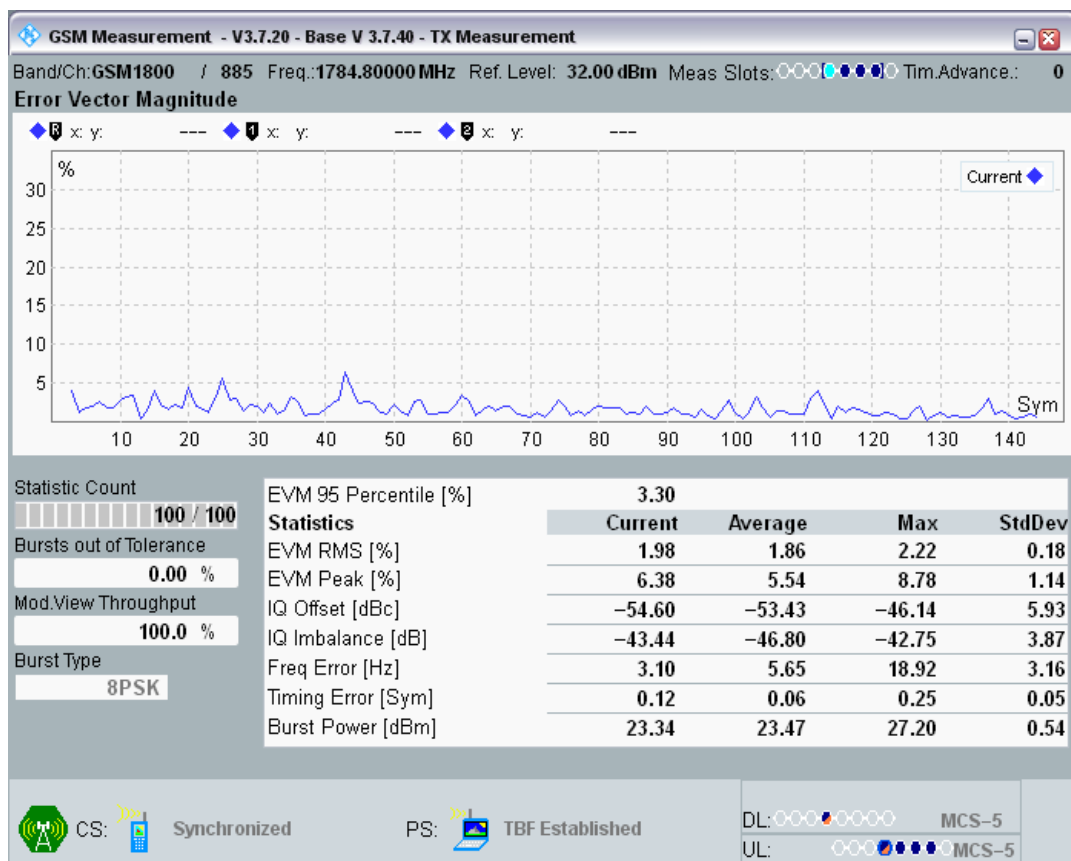 GSM Measurement - V3.7.20 - Base V 3.7.40 - TX Measurement
Band/Ch:GSM1800 / 885 Freq.:1784.80000 MHz Ref. Level: 32.00 dBm Meas Slots: Tim.Advance.: 0
Error Vector Magnitude
R x: y: --- 1 x: y: --- 2 x: y: ---
%
Current
30
25
20
15
10
5
Sym
10 20 30 40 50 60 70 80 90 100 110 120 130 140
Statistic Count
100 / 100
Bursts out of Tolerance
0.00 %
Mod.View Throughput
100.0 %
Burst Type
8PSK
EVM 95 Percentile [%] 3.30
Statistics Current Average Max StdDev
EVM RMS [%] 1.98 1.86 2.22 0.18
EVM Peak [%] 6.38 5.54 8.78 1.14
IQ Offset [dBc] −54.60 −53.43 −46.14 5.93
IQ Imbalance [dB] −43.44 −46.80 −42.75 3.87
Freq Error [Hz] 3.10 5.65 18.92 3.16
Timing Error [Sym] 0.12 0.06 0.25 0.05
Burst Power [dBm] 23.34 23.47 27.20 0.54
CS: Synchronized PS: TBF Established
DL: MCS−5
UL: MCS−5